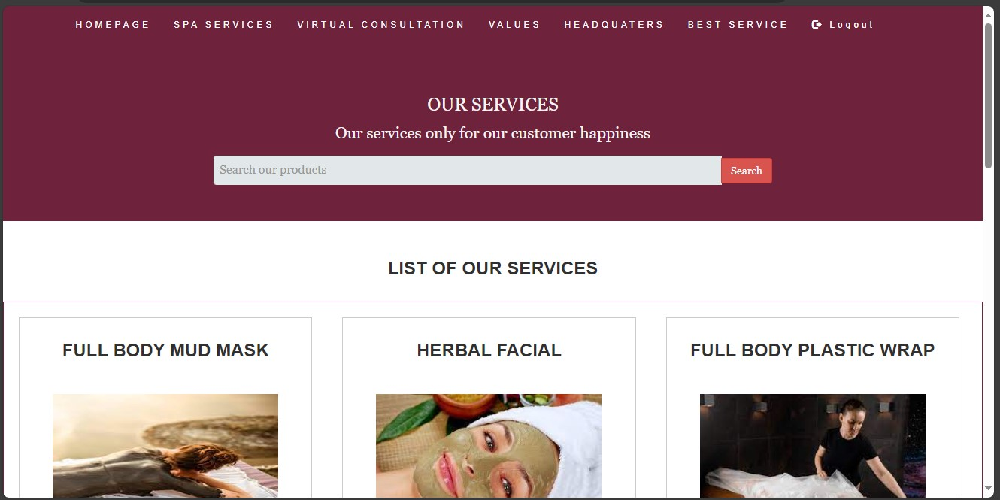 HOMEPAGE SPA SERVICES VIRTUAL CONSULTATION VALUES HEADQUATERS BEST SERVICE Logout
OUR SERVICES
Our services only for our customer happiness
Search our products Search
LIST OF OUR SERVICES
FULL BODY MUD MASK HERBAL FACIAL FULL BODY PLASTIC WRAP